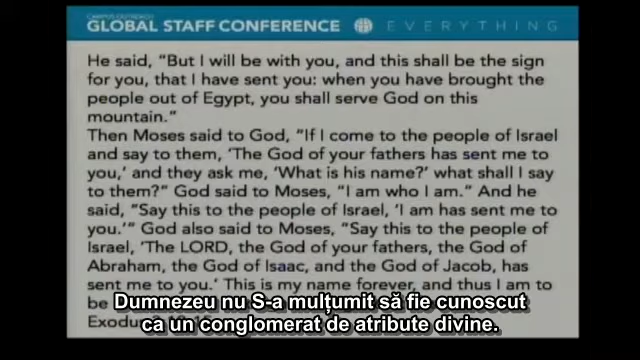 CAMPUS OUTREACH
GLOBAL STAFF CONFERENCE EVERYTHING
He said, “But I will be with you, and this shall be the sign
for you, that I have sent you: when you have brought the
people out of Egypt, you shall serve God on this
mountain.”
Then Moses said to God, “If I come to the people of Israel
and say to them, ‘The God of your fathers has sent me to
you,’ and they ask me, ‘What is his name?’ what shall I say
to them?” God said to Moses, “I am who I am.” And he
said, “Say this to the people of Israel, ‘I am has sent me to
you.’” God also said to Moses, “Say this to the people of
Israel, ‘The LORD, the God of your fathers, the God of
Abraham, the God of Isaac, and the God of Jacob, has
sent me to you.’ This is my name forever, and thus I am to
be
Dumnezeu nu S-a mulțumit să fie cunoscut
ca un conglomerat de atribute divine.